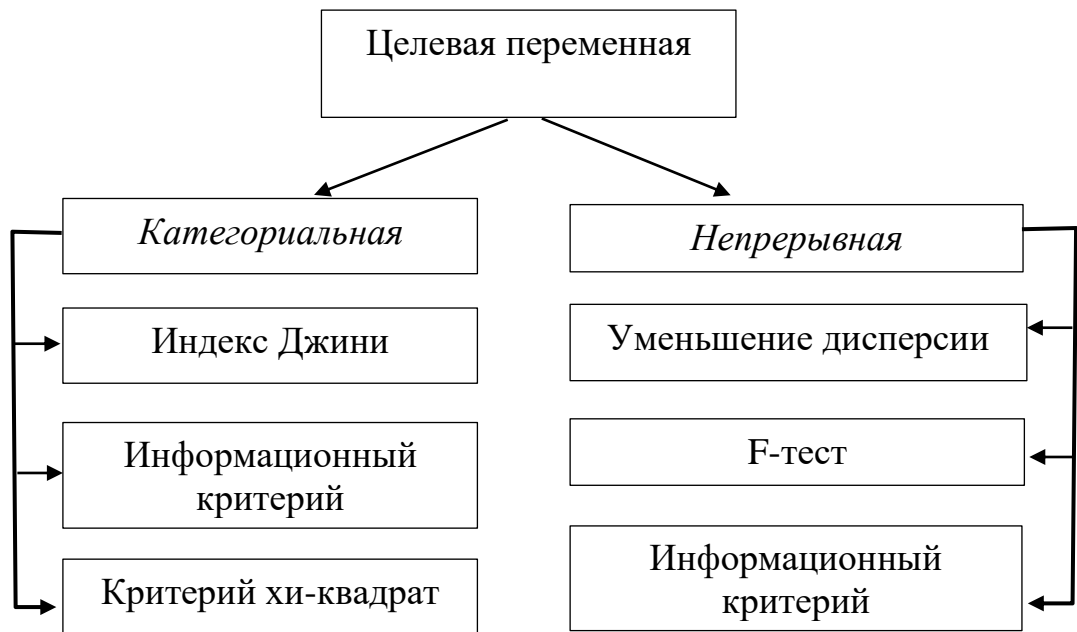 Целевая переменная
Категориальная
Индекс Джини
Информационный
критерий
Критерий хи-квадрат
Непрерывная
Уменьшение дисперсии
F-тест
Информационный
критерий